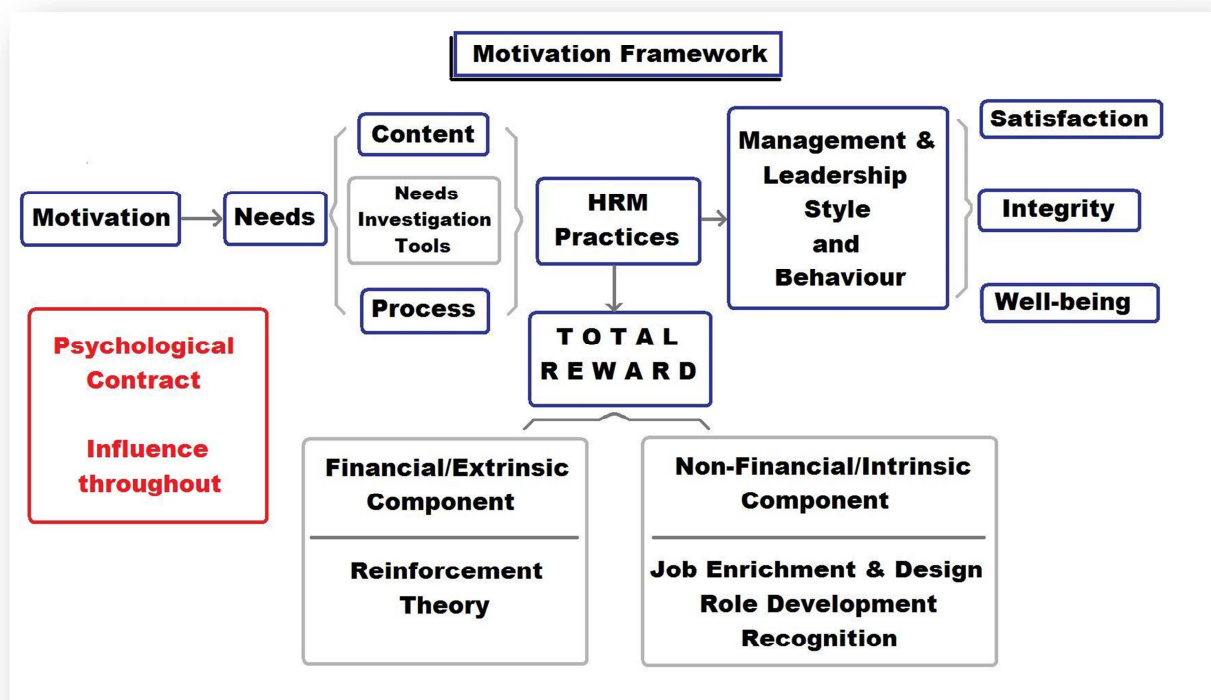 Motivation Framework
Motivation
Needs
Content
Needs
Investigation
Tools
Process
HRM
Practices
Management &
Leadership
Style
and
Behaviour
Satisfaction
Integrity
Well-being
Psychological
Contract
Influence
throughout
T O T A L
R E W A R D
Financial/Extrinsic
Component
Reinforcement
Theory
Non-Financial/Intrinsic
Component
Job Enrichment & Design
Role Development
Recognition